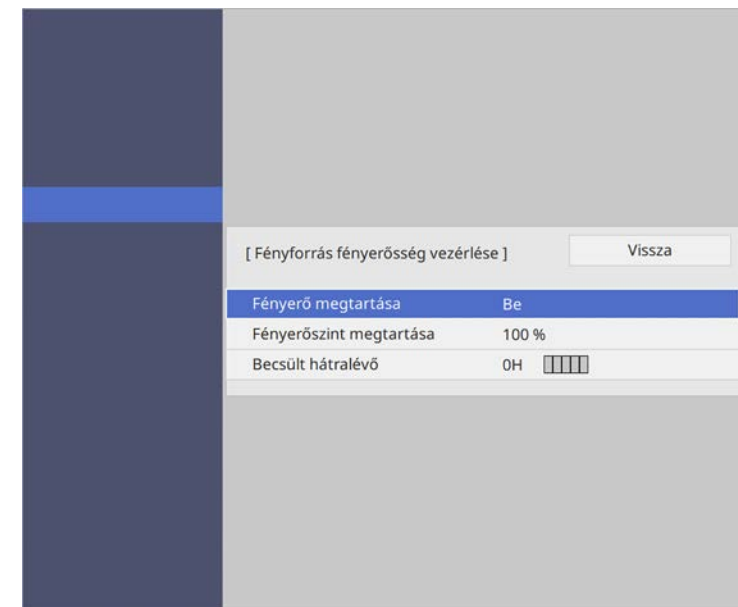 [ Fényforrás fényerősség vezérlése ] Vissza
Fényerő megtartása Be
Fényerőszint megtartása 100 %
Becsült hátralévő 0H